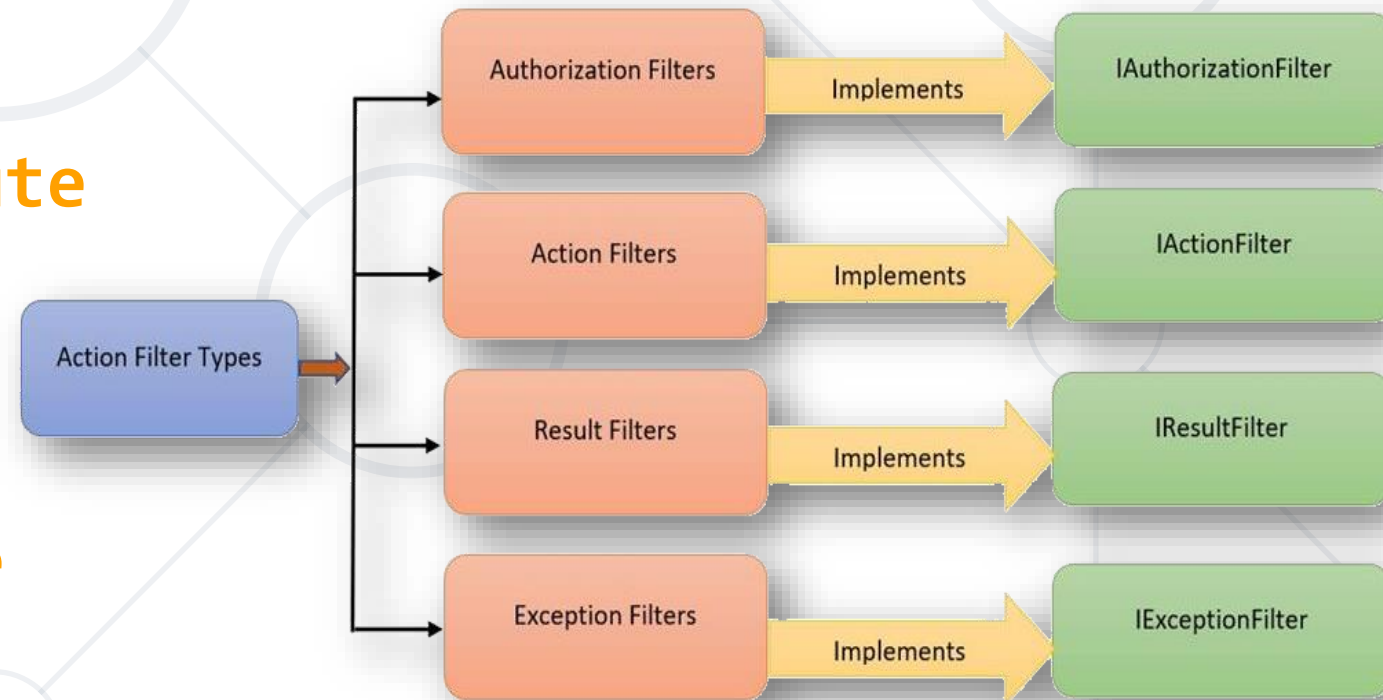 Authorization Filters
Implements
IAuthorizationFilter
Action Filters
Implements
IActionFilter
Action Filter Types
Result Filters
Implements
IResultFilter
Exception Filters
Implements
IExceptionFilter